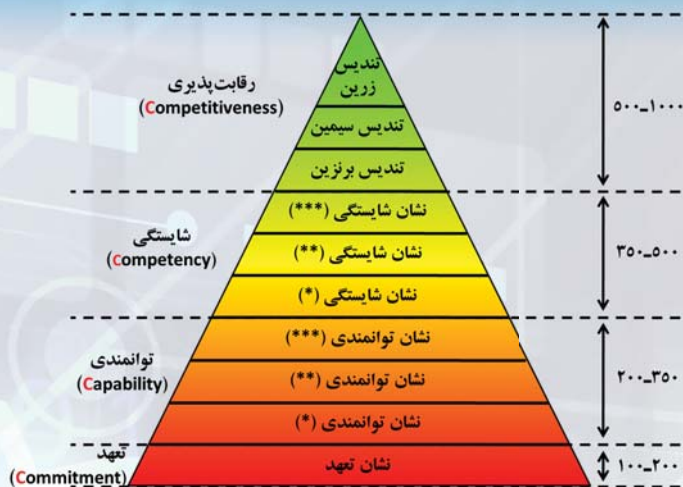 رقابت‌پذیری
(Competitiveness)
تندیس
زرین
تندیس سیمین
تندیس برنزین
۵۰۰-۱۰۰۰
شایستگی
(Competency)
نشان شایستگی (***)
نشان شایستگی (**)
نشان شایستگی (*)
۳۵۰-۵۰۰
توانمندی
(Capability)
نشان توانمندی (***)
نشان توانمندی (**)
نشان توانمندی (*)
۲۰۰-۳۵۰
تعهد
(Commitment)
نشان تعهد
۱۰۰-۲۰۰